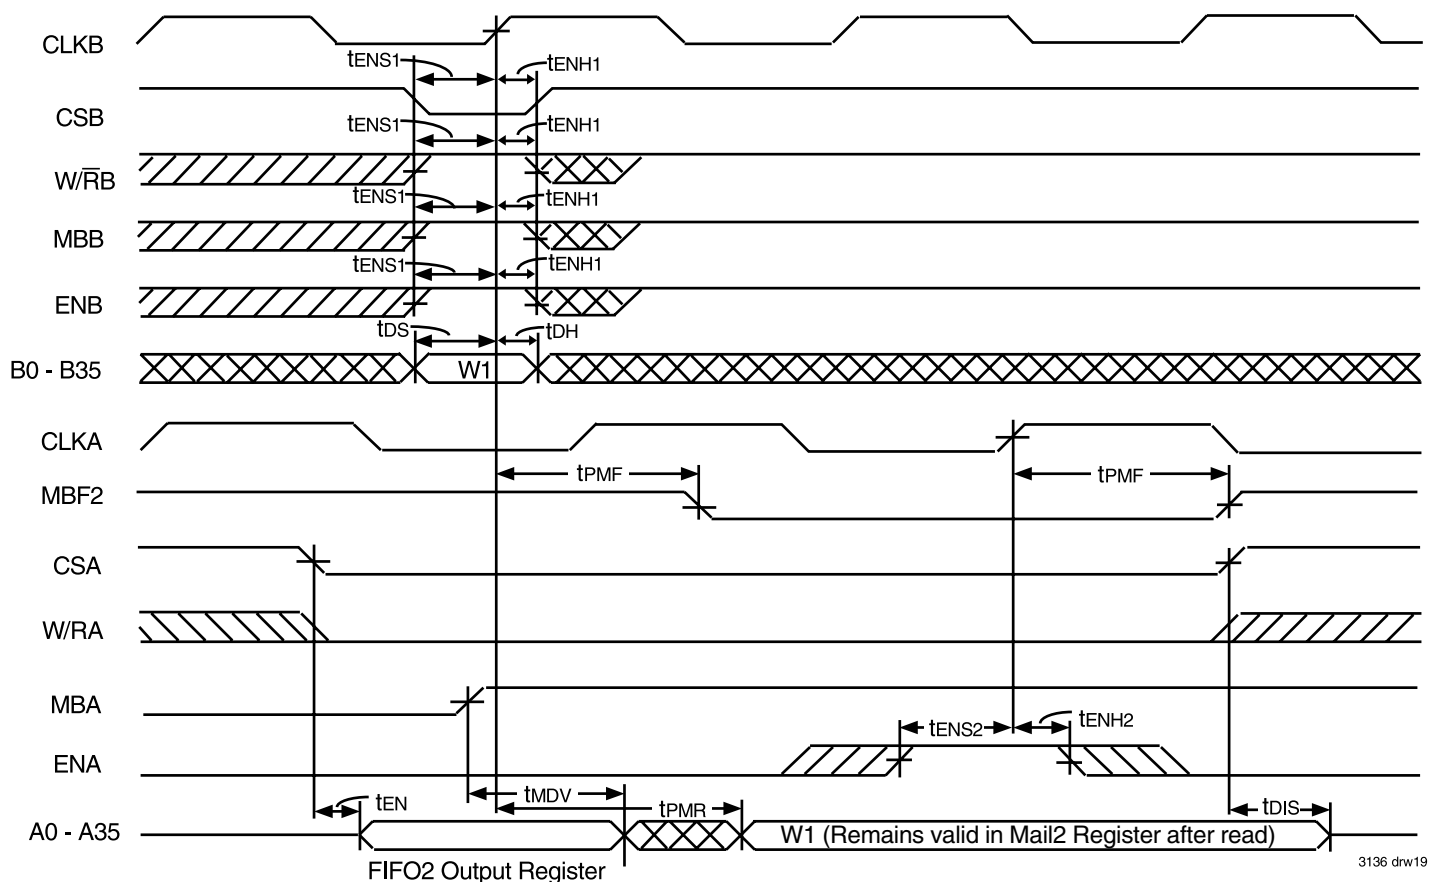 CLKB
tENS1 tENH1
CSB
tENS1 tENH1
W/R̅B
tENS1 tENH1
MBB
tENS1 tENH1
ENB
tDS tDH
B0 - B35 W1
CLKA
tPMF tPMF
MBF2
CSA
W/RA
MBA
tENS2 tENH2
ENA
tEN tMDV tPMR tDIS
A0 - A35 W1 (Remains valid in Mail2 Register after read)
FIFO2 Output Register
3136 drw19